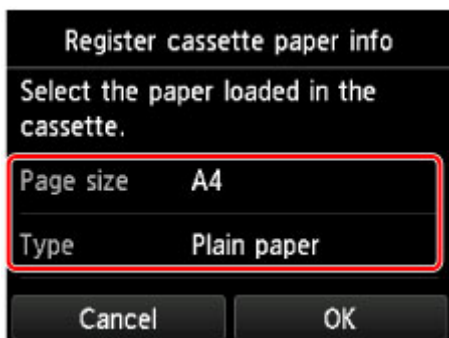 Register cassette paper info
Select the paper loaded in the
cassette.
Page size A4
Type Plain paper
Cancel OK